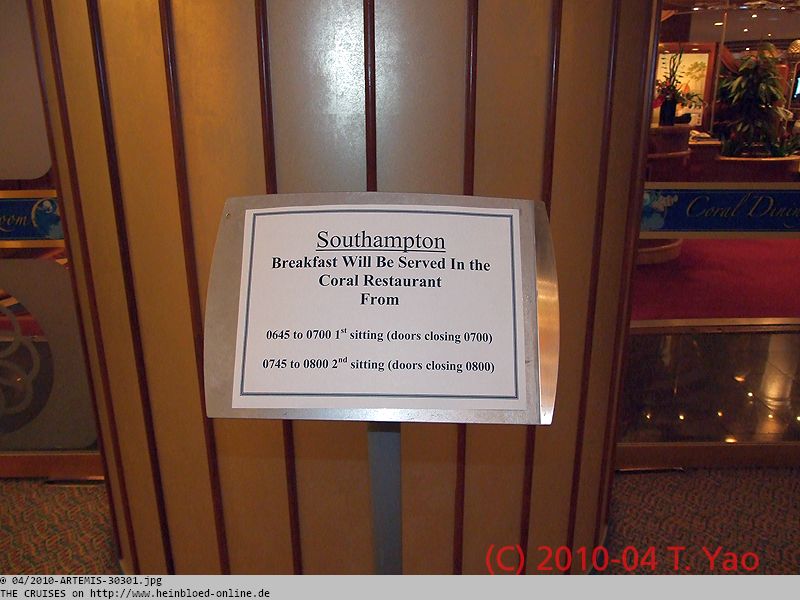 Southampton
Breakfast Will Be Served In the
Coral Restaurant
From
0645 to 0700 1st sitting (doors closing 0700)
0745 to 0800 2nd sitting (doors closing 0800)
oom
Coral Dinin
(C) 2010-04 T. Yao
© 04/2010-ARTEMIS-30301.jpg
THE CRUISES on http://www.heinbloed-online.de